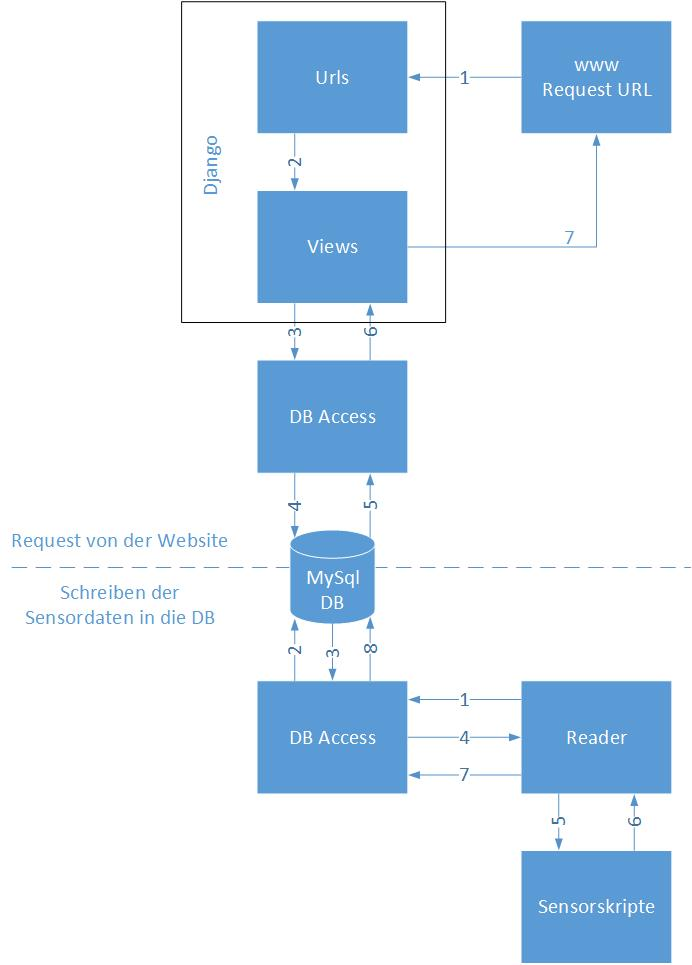 Urls
1
www
Request URL
2
Django
Views
7
3
6
DB Access
4
5
Request von der Website
MySql
DB
Schreiben der
Sensordaten in die DB
2
3
8
DB Access
1
4
7
Reader
5
6
Sensorskripte